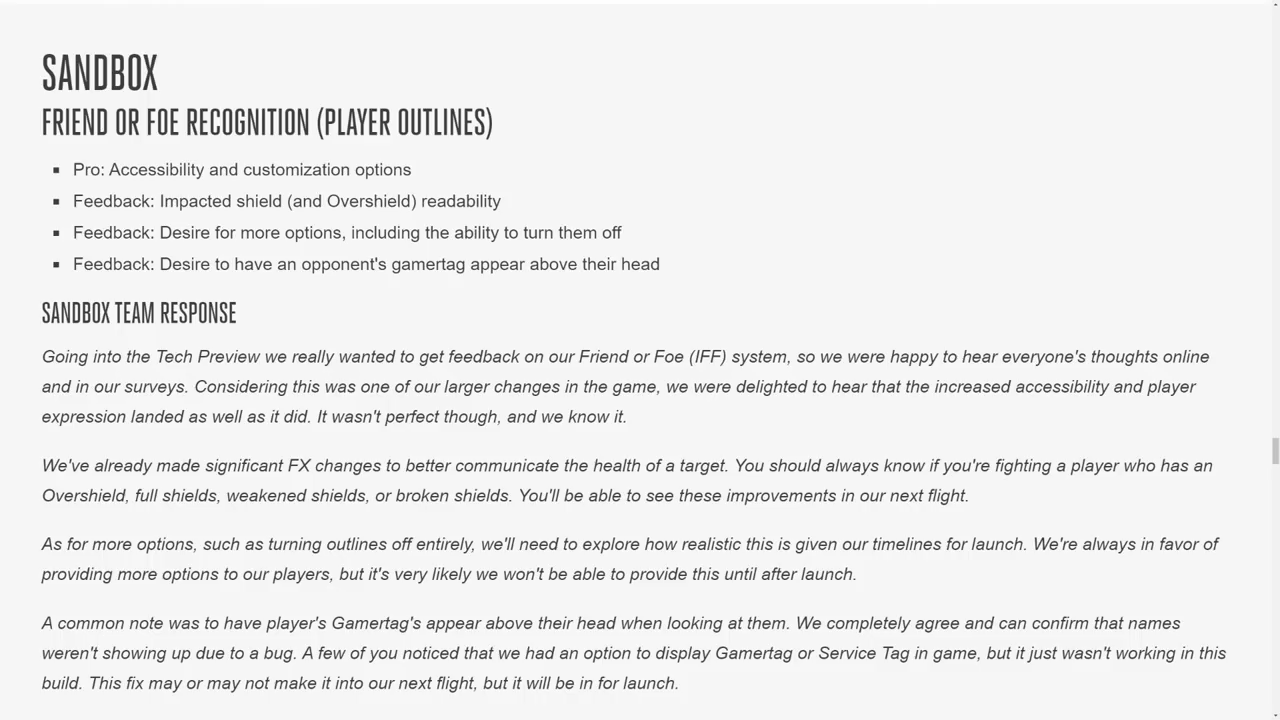 SANDBOX
FRIEND OR FOE RECOGNITION (PLAYER OUTLINES)
▪ Pro: Accessibility and customization options
▪ Feedback: Impacted shield (and Overshield) readability
▪ Feedback: Desire for more options, including the ability to turn them off
▪ Feedback: Desire to have an opponent's gamertag appear above their head
SANDBOX TEAM RESPONSE
Going into the Tech Preview we really wanted to get feedback on our Friend or Foe (IFF) system, so we were happy to hear everyone's thoughts online
and in our surveys. Considering this was one of our larger changes in the game, we were delighted to hear that the increased accessibility and player
expression landed as well as it did. It wasn't perfect though, and we know it.
We've already made significant FX changes to better communicate the health of a target. You should always know if you're fighting a player who has an
Overshield, full shields, weakened shields, or broken shields. You'll be able to see these improvements in our next flight.
As for more options, such as turning outlines off entirely, we'll need to explore how realistic this is given our timelines for launch. We're always in favor of
providing more options to our players, but it's very likely we won't be able to provide this until after launch.
A common note was to have player's Gamertag's appear above their head when looking at them. We completely agree and can confirm that names
weren't showing up due to a bug. A few of you noticed that we had an option to display Gamertag or Service Tag in game, but it just wasn't working in this
build. This fix may or may not make it into our next flight, but it will be in for launch.